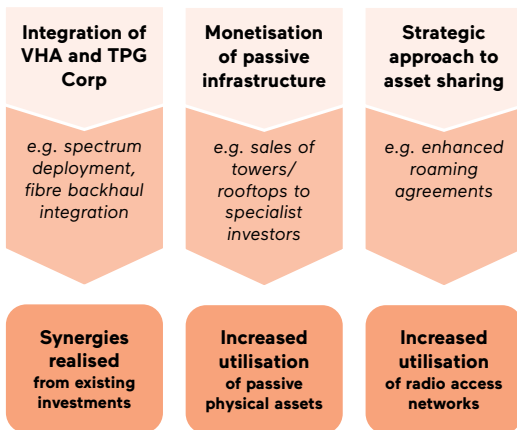 Integration of
VHA and TPG
Corp
e.g. spectrum
deployment,
fibre backhaul
integration
Synergies
realised
from existing
investments
Monetisation
of passive
infrastructure
e.g. sales of
towers/
rooftops to
specialist
investors
Increased
utilisation
of passive
physical assets
Strategic
approach to
asset sharing
e.g. enhanced
roaming
agreements
Increased
utilisation
of radio access
networks